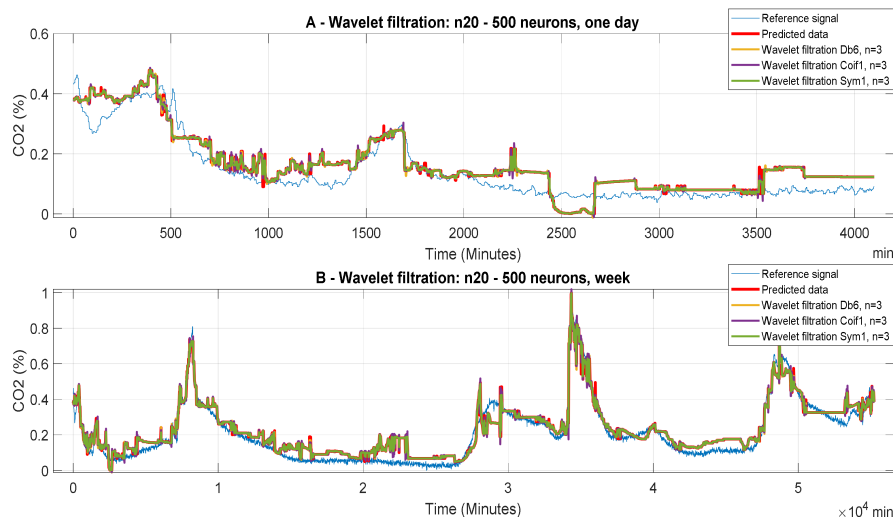 A - Wavelet filtration: n20 - 500 neurons, one day
Reference signal
Predicted data
Wavelet filtration Db6, n=3
Wavelet filtration Coif1, n=3
Wavelet filtration Sym1, n=3
CO2 (%)
0.6
0.4
0.2
0
0 500 1000 1500 2000 2500 3000 3500 4000
Time (Minutes)
min
B - Wavelet filtration: n20 - 500 neurons, week
Reference signal
Predicted data
Wavelet filtration Db6, n=3
Wavelet filtration Coif1, n=3
Wavelet filtration Sym1, n=3
CO2 (%)
1
0.8
0.6
0.4
0.2
0
0 1 2 3 4 5
Time (Minutes)
×10⁴ min